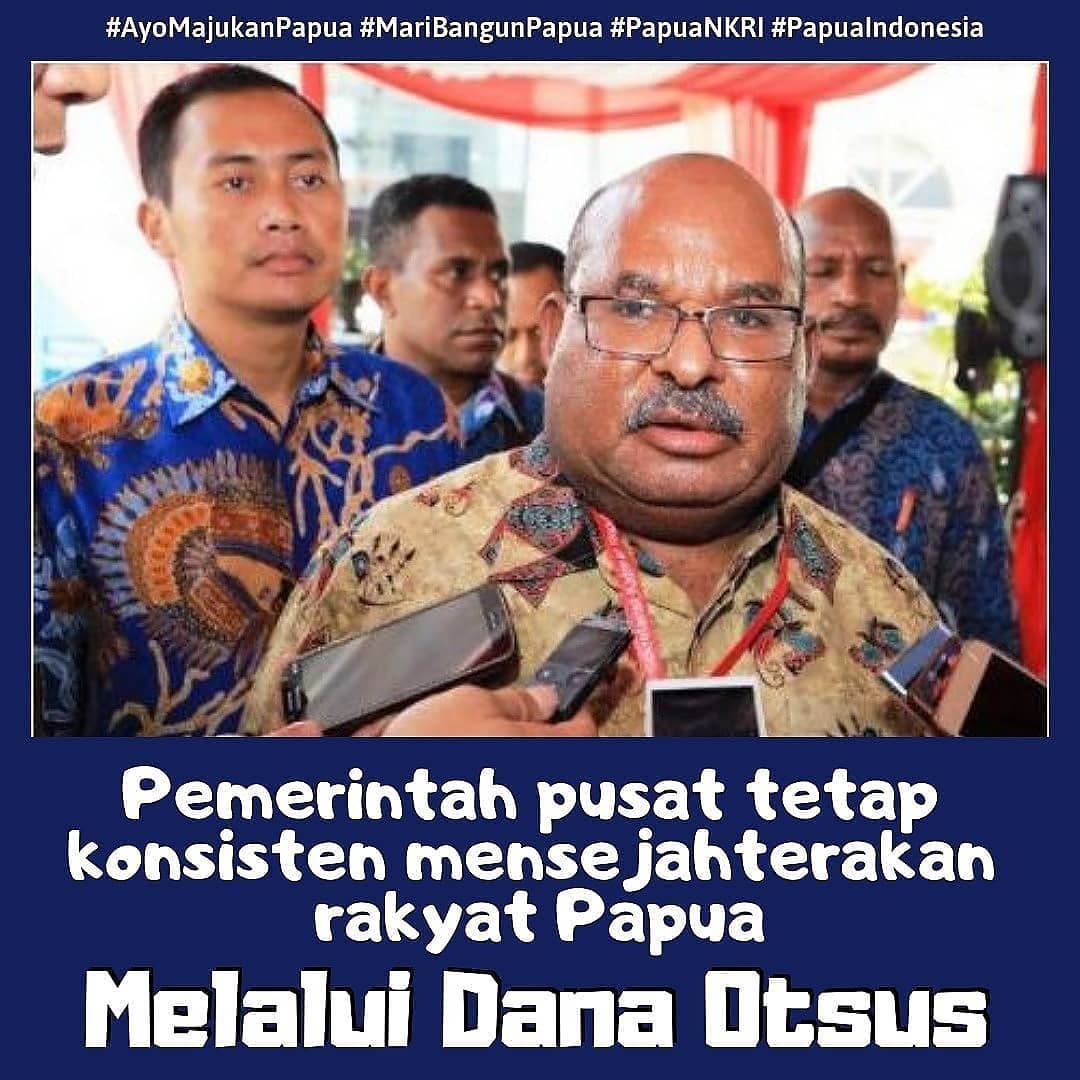 #AyoMajukanPapua #MariBangunPapua #PapuaNKRI #PapuaIndonesia
Pemerintah pusat tetap
konsisten mensejahterakan
rakyat Papua
Melalui Dana Otsus